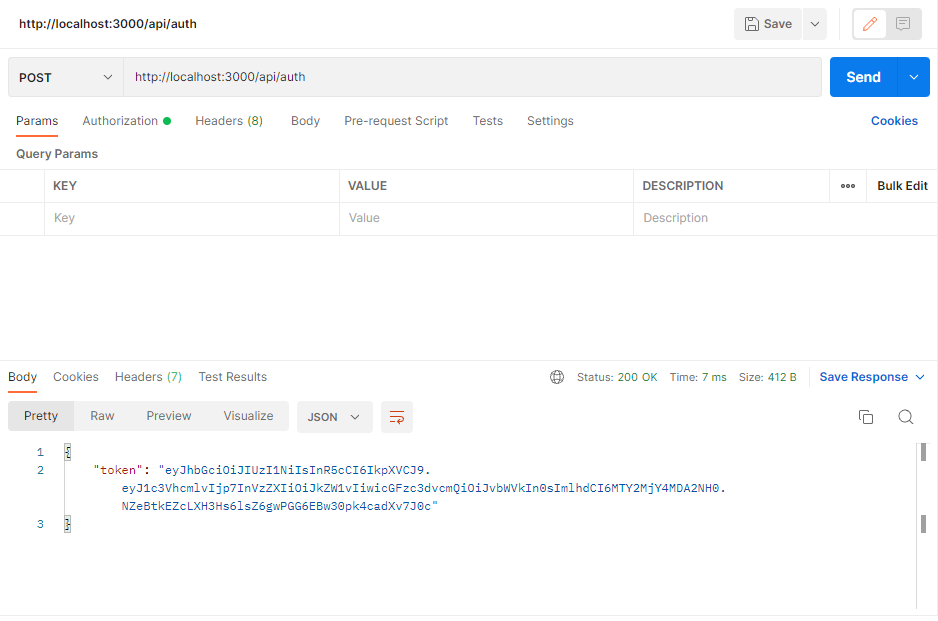 http://localhost:3000/api/auth
Save
POST
http://localhost:3000/api/auth
Send
Params Authorization Headers (8) Body Pre-request Script Tests Settings Cookies
Query Params
KEY VALUE DESCRIPTION ooo Bulk Edit
Key Value Description
Body Cookies Headers (7) Test Results Status: 200 OK Time: 7 ms Size: 412 B Save Response
Pretty Raw Preview Visualize JSON
1 {
2 "token": "eyJhbGciOiJIUzI1NiIsInR5cCI6IkpXVCJ9.
eyJ1c3VhcmlvIjp7InVzZXIiOiJkZW1vIiwicGFzc3dvcmQiOiJvbWVkIn0sImlhdCI6MTY2MjY4MDA2NH0.
NZeBtkEZcLXH3Hs6lsZ6gwPGG6EBw30pk4cadXv7J0c"
3 }